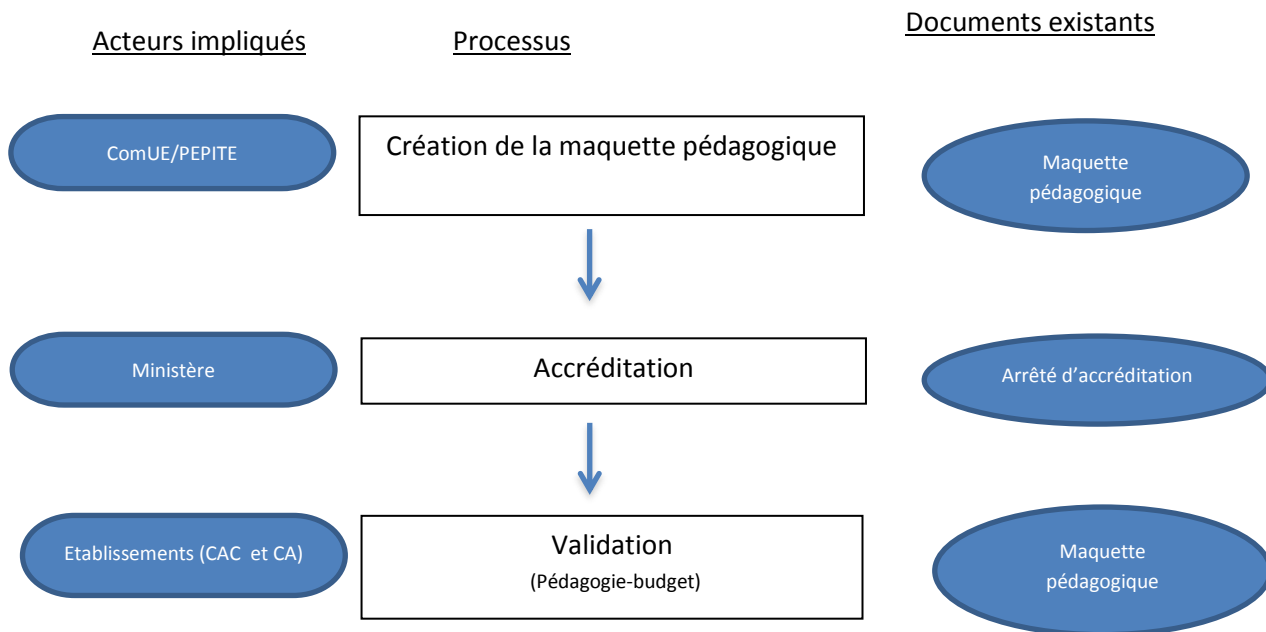 Acteurs impliqués
Processus
Documents existants
ComUE/PEPITE
Création de la maquette pédagogique
Maquette
pédagogique
Ministère
Accréditation
Arrêté d’accréditation
Etablissements (CAC et CA)
Validation
(Pédagogie-budget)
Maquette
pédagogique